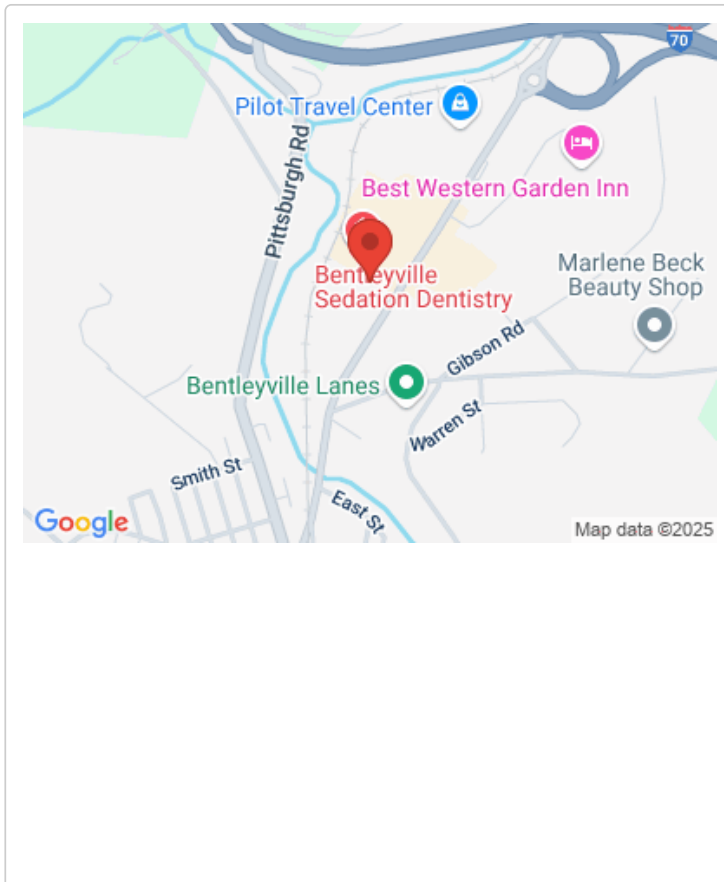 70
Pilot Travel Center
Pittsburgh Rd
Best Western Garden Inn
Marlene Beck
Beauty Shop
Bentleyville
Sedation Dentistry
Gibson Rd
Bentleyville Lanes
Warren St
Smith St
East St
Google
Map data ©2025